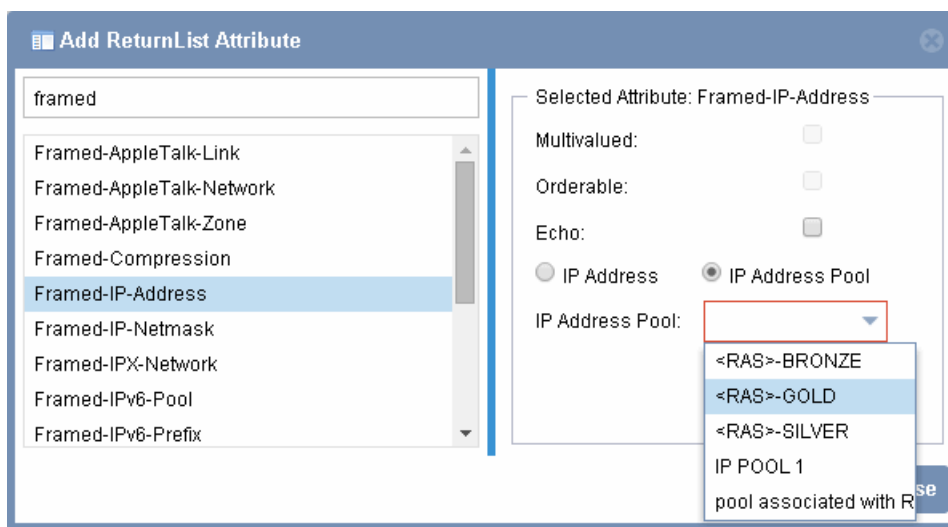 Add ReturnList Attribute
framed
Framed-AppleTalk-Link
Framed-AppleTalk-Network
Framed-AppleTalk-Zone
Framed-Compression
Framed-IP-Address
Framed-IP-Netmask
Framed-IPX-Network
Framed-IPv6-Pool
Framed-IPv6-Prefix
Selected Attribute: Framed-IP-Address
Multivalued:
Orderable:
Echo:
IP Address IP Address Pool
IP Address Pool:
<RAS>-BRONZE
<RAS>-GOLD
<RAS>-SILVER
IP POOL 1
pool associated with R
se